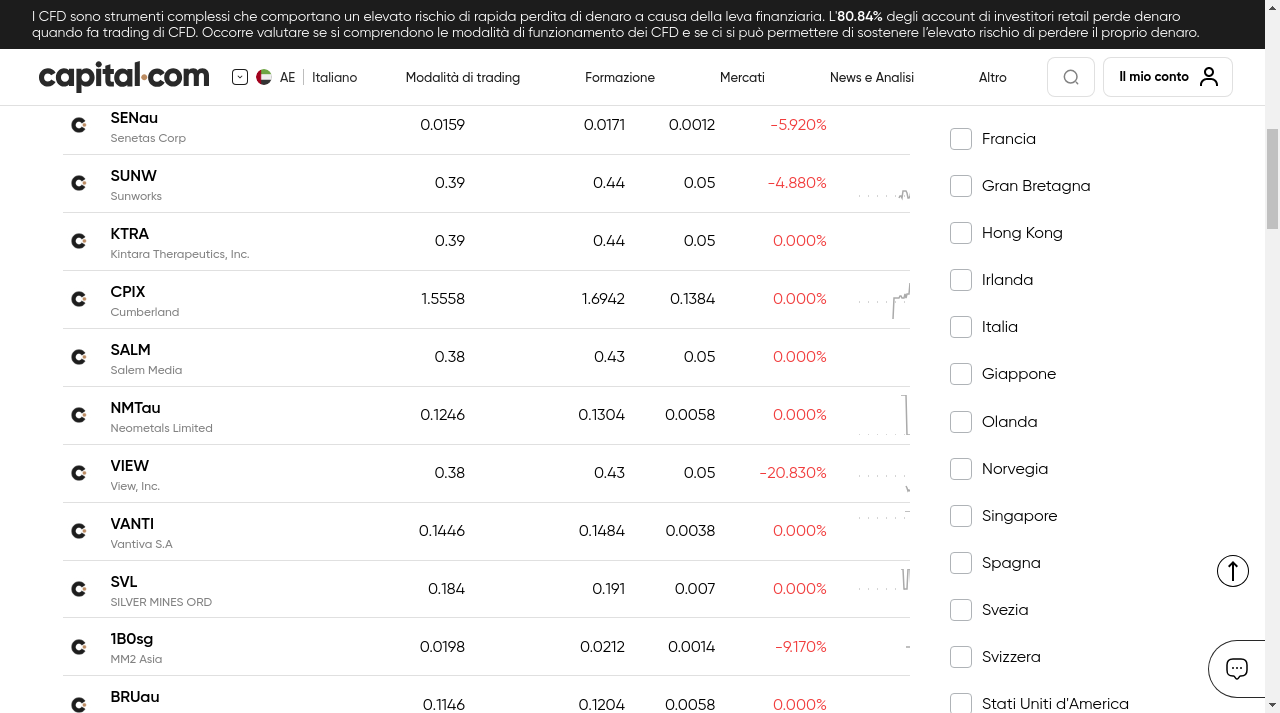 I CFD sono strumenti complessi che comportano un elevato rischio di rapida perdita di denaro a causa della leva finanziaria. L'80.84% degli account di investitori retail perde denaro
quando fa trading di CFD. Occorre valutare se si comprendono le modalità di funzionamento dei CFD e se ci si può permettere di sostenere l'elevato rischio di perdere il proprio denaro.
capital.com AE Italiano Modalità di trading Formazione Mercati News e Analisi Altro Il mio conto
SENau 0.0159 0.0171 0.0012 -5.920%
Senetas Corp
SUNW 0.39 0.44 0.05 -4.880%
Sunworks
KTRA 0.39 0.44 0.05 0.000%
Kintara Therapeutics, Inc.
CPIX 1.5558 1.6942 0.1384 0.000%
Cumberland
SALM 0.38 0.43 0.05 0.000%
Salem Media
NMTau 0.1246 0.1304 0.0058 0.000%
Neometals Limited
VIEW 0.38 0.43 0.05 -20.830%
View, Inc.
VANTI 0.1446 0.1484 0.0038 0.000%
Vantiva S.A
SVL 0.184 0.191 0.007 0.000%
SILVER MINES ORD
1B0sg 0.0198 0.0212 0.0014 -9.170%
MM2 Asia
BRUau 0.1146 0.1204 0.0058 0.000%
Francia
Gran Bretagna
Hong Kong
Irlanda
Italia
Giappone
Olanda
Norvegia
Singapore
Spagna
Svezia
Svizzera
Stati Uniti d'America